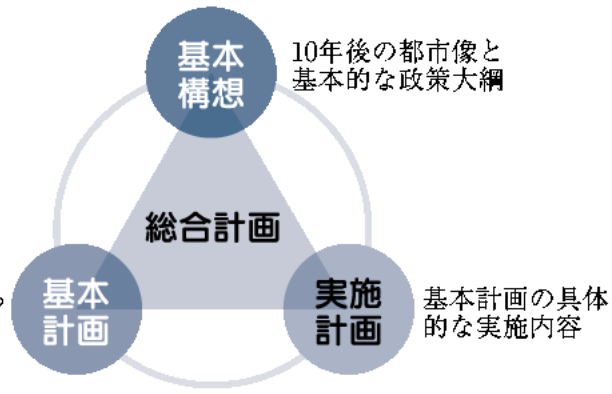 基本
構想
10年後の都市像と
基本的な政策大綱
総合計画
基本
計画
実施
計画
基本計画の具体
的な実施内容